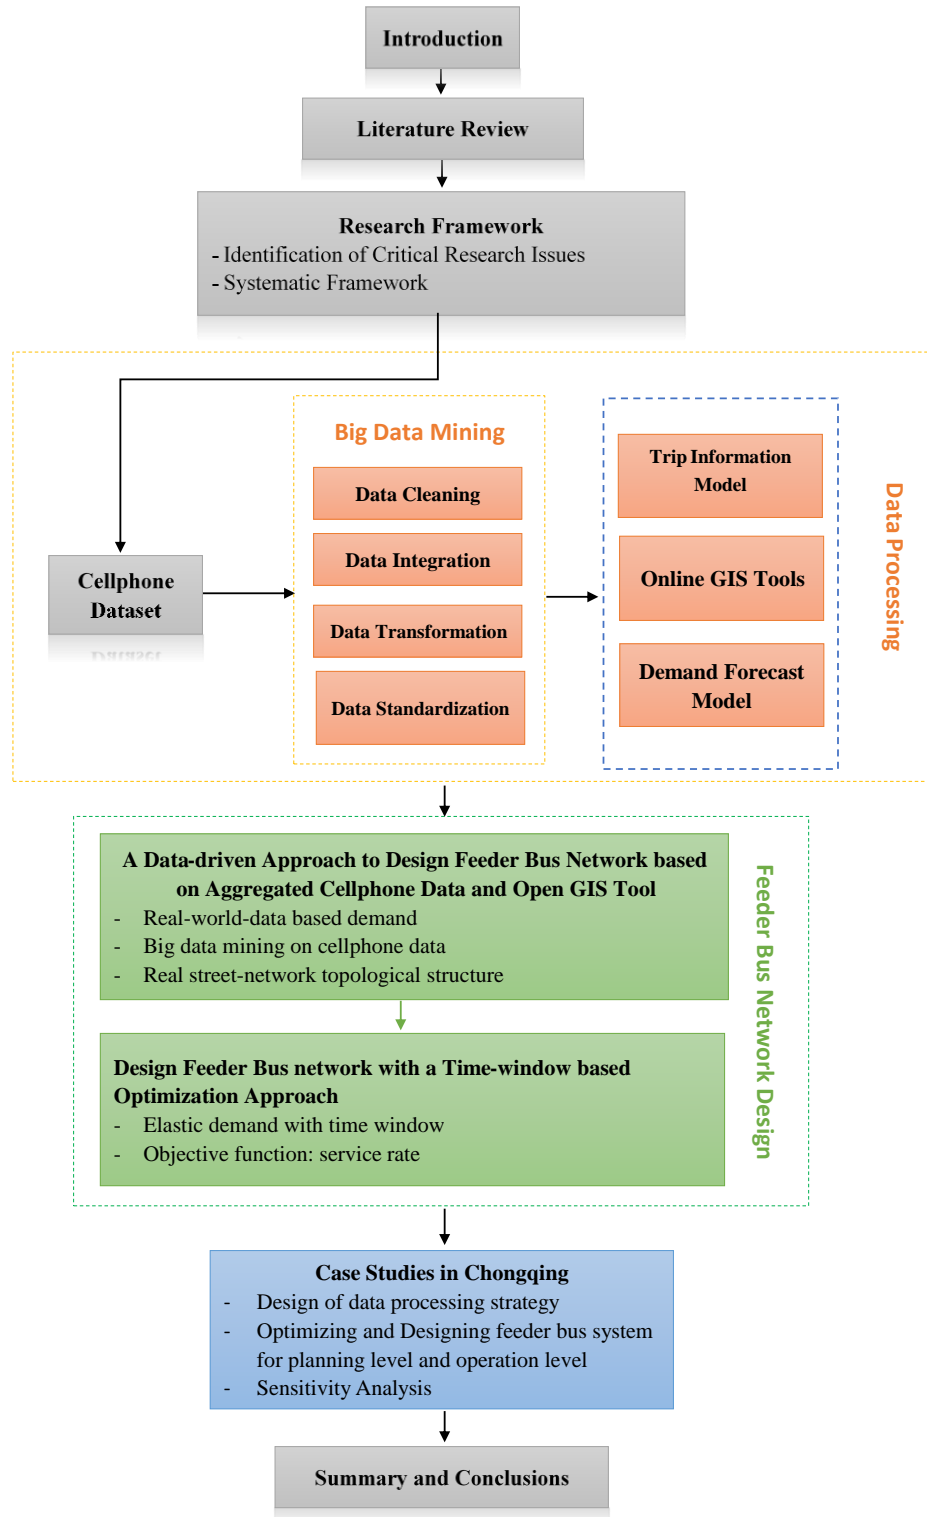 Introduction
Literature Review
Research Framework
- Identification of Critical Research Issues
- Systematic Framework
Big Data Mining
Data Cleaning
Data Integration
Data Transformation
Data Standardization
Cellphone
Dataset
Trip Information
Model
Online GIS Tools
Demand Forecast
Model
Data Processing
A Data-driven Approach to Design Feeder Bus Network based
on Aggregated Cellphone Data and Open GIS Tool
- Real-world-data based demand
- Big data mining on cellphone data
- Real street-network topological structure
Design Feeder Bus network with a Time-window based
Optimization Approach
- Elastic demand with time window
- Objective function: service rate
Feeder Bus Network Design
Case Studies in Chongqing
- Design of data processing strategy
- Optimizing and Designing feeder bus system
for planning level and operation level
- Sensitivity Analysis
Summary and Conclusions